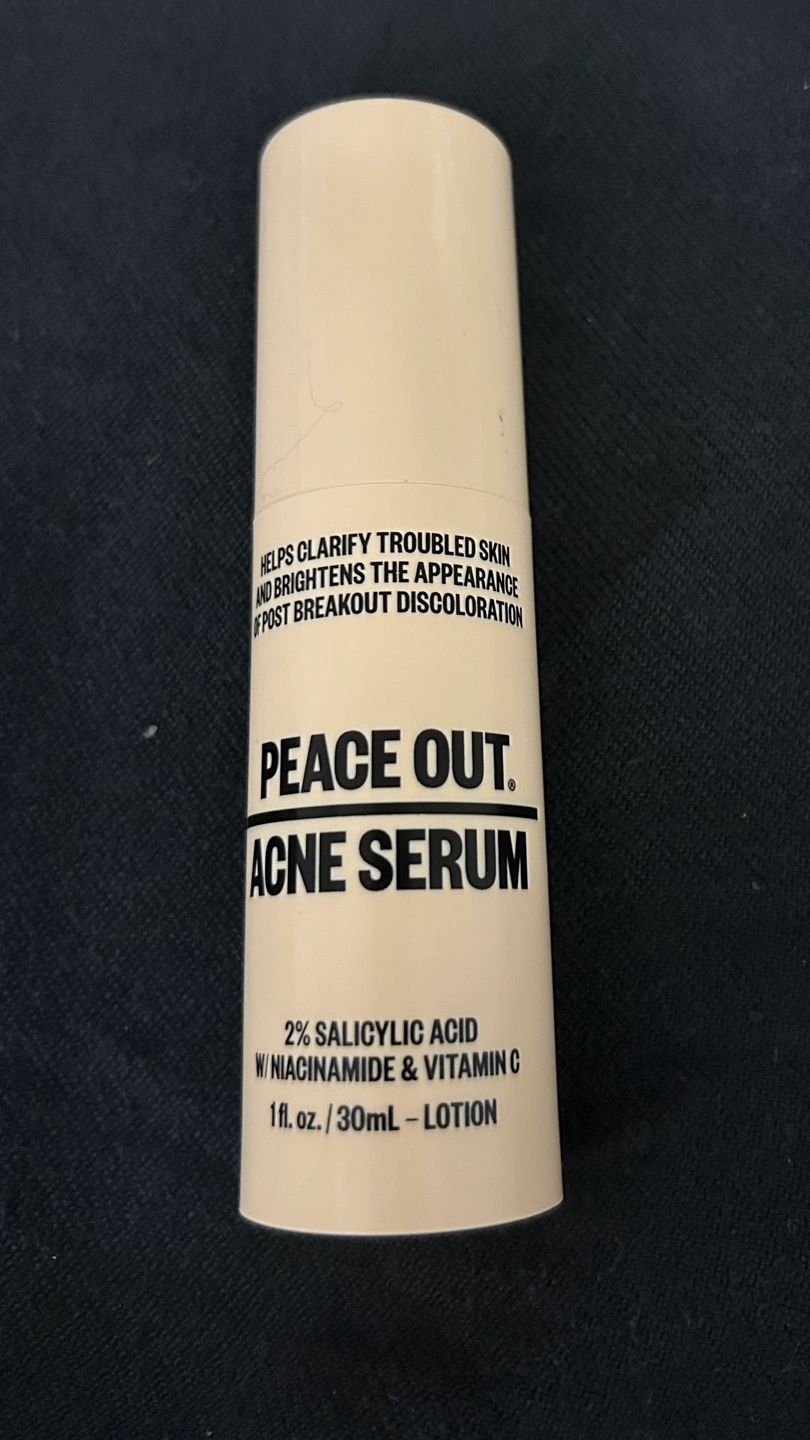 HELPS CLARIFY TROUBLED SKIN
AND BRIGHTENS THE APPEARANCE
OF POST BREAKOUT DISCOLORATION
PEACE OUT®
ACNE SERUM
2% SALICYLIC ACID
W/ NIACINAMIDE & VITAMIN C
1 fl. oz. / 30mL – LOTION